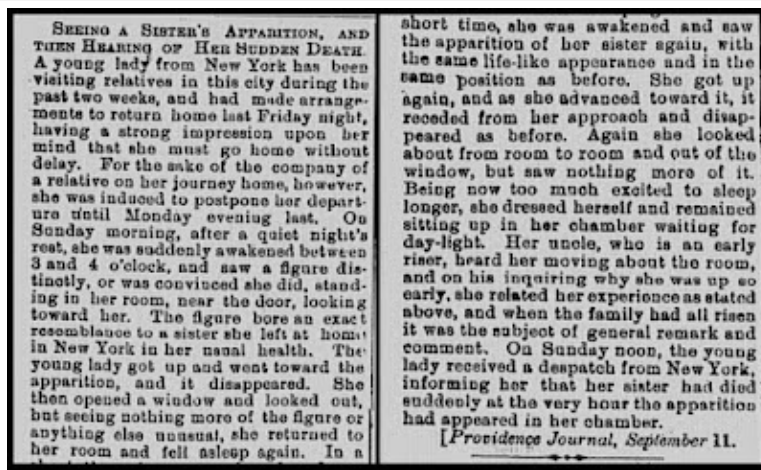 SEEING A SISTER'S APPARITION, AND
THEN HEARING OF HER SUDDEN DEATH.
A young lady from New York has been
visiting relatives in this city during the
past two weeks, and had made arrange-
ments to return home last Friday night,
having a strong impression upon her
mind that she must go home without
delay. For the sake of the company of
a relative on her journey home, however,
she was induced to postpone her depart-
ure until Monday evening last. On
Sunday morning, after a quiet night's
rest, she was suddenly awakened between
3 and 4 o'clock, and saw a figure dis-
tinctly, or was convinced she did, stand-
ing in her room, near the door, looking
toward her. The figure bore an exact
resemblance to a sister she left at home
in New York in her usual health. The
young lady got up and went toward the
apparition, and it disappeared. She
then opened a window and looked out,
but seeing nothing more of the figure or
anything else unusual, she returned to
her room and fell asleep again. In a
short time, she was awakened and saw
the apparition of her sister again, with
the same life-like appearance and in the
same position as before. She got up
again, and as she advanced toward it, it
receded from her approach and disap-
peared as before. Again she looked
about from room to room and out of the
window, but saw nothing more of it.
Being now too much excited to sleep
longer, she dressed herself and remained
sitting up in her chamber waiting for
day-light. Her uncle, who is an early
riser, heard her moving about the room,
and on his inquiring why she was up so
early, she related her experience as stated
above, and when the family had all risen
it was the subject of general remark and
comment. On Sunday noon, the young
lady received a despatch from New York,
informing her that her sister had died
suddenly at the very hour the apparition
had appeared in her chamber.
[Providence Journal, September 11.